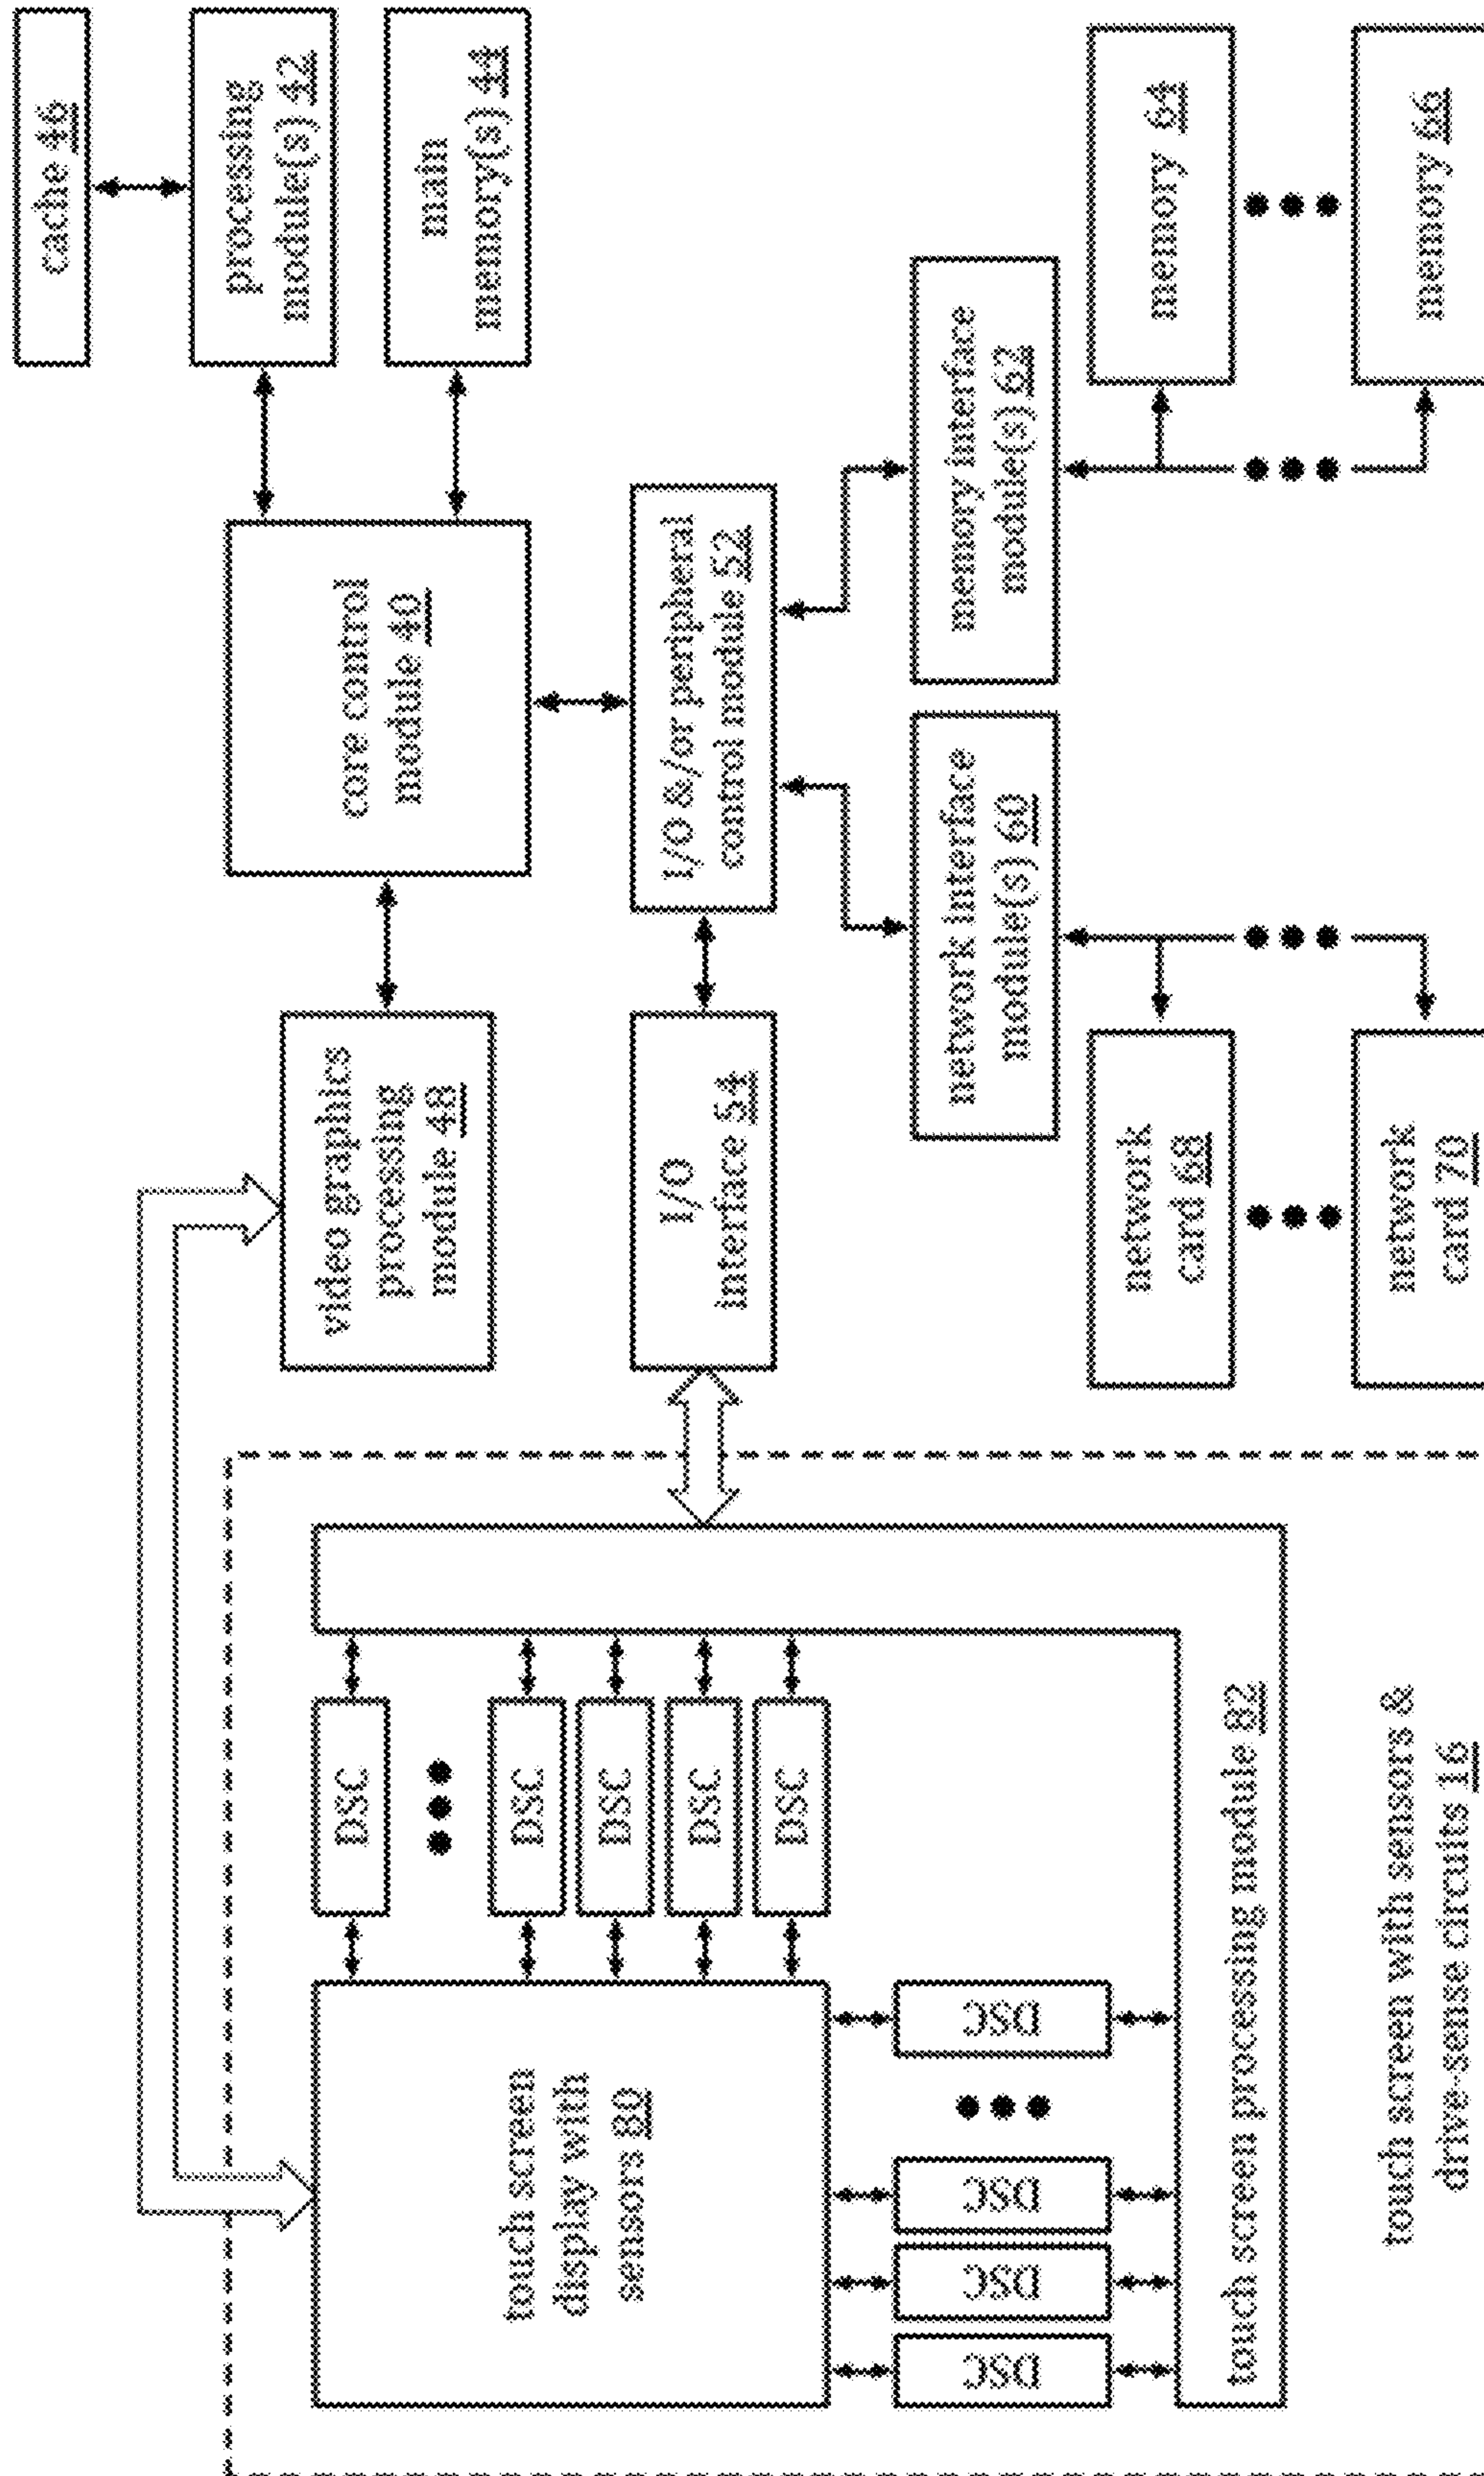 cache 46
processing
module(s) 42
main
memory(s) 44
core control
module 40
video graphics
processing
module 48
I/O &/or peripheral
control module 52
I/O
interface 54
memory interface
module(s) 62
network interface
module(s) 60
memory 64
memory 66
network
card 68
network
card 70
touch screen
display with
sensors 80
DSC
DSC
DSC
DSC
DSC
DSC
DSC
DSC
DSC
touch screen processing module 82
touch screen with sensors &
drive-sense circuits 16